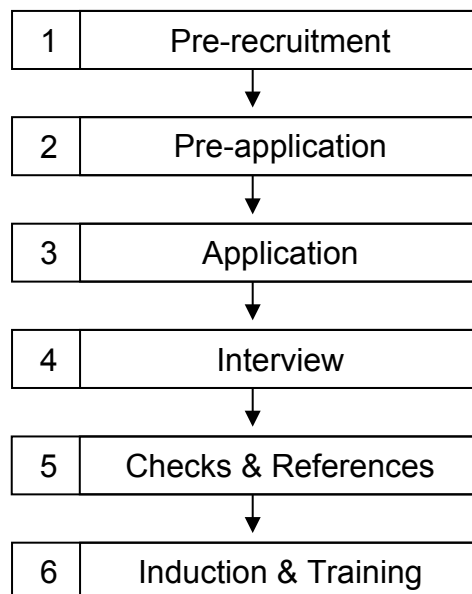 1 Pre-recruitment
2 Pre-application
3 Application
4 Interview
5 Checks & References
6 Induction & Training